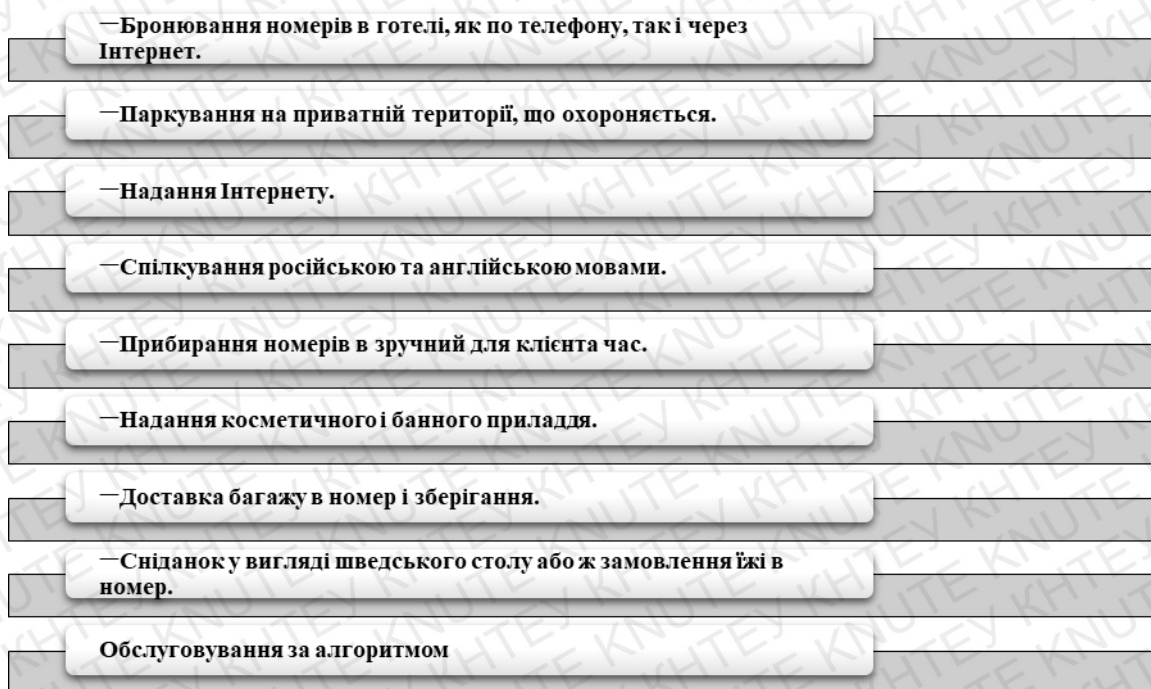 —Бронювання номерів в готелі, як по телефону, так і через
Інтернет.
—Паркування на приватній території, що охороняється.
—Надання Інтернету.
—Спілкування російською та англійською мовами.
—Прибирання номерів в зручний для клієнта час.
—Надання косметичного і банного приладдя.
—Доставка багажу в номер і зберігання.
—Сніданок у вигляді шведського столу або ж замовлення їжі в
номер.
Обслуговування за алгоритмом